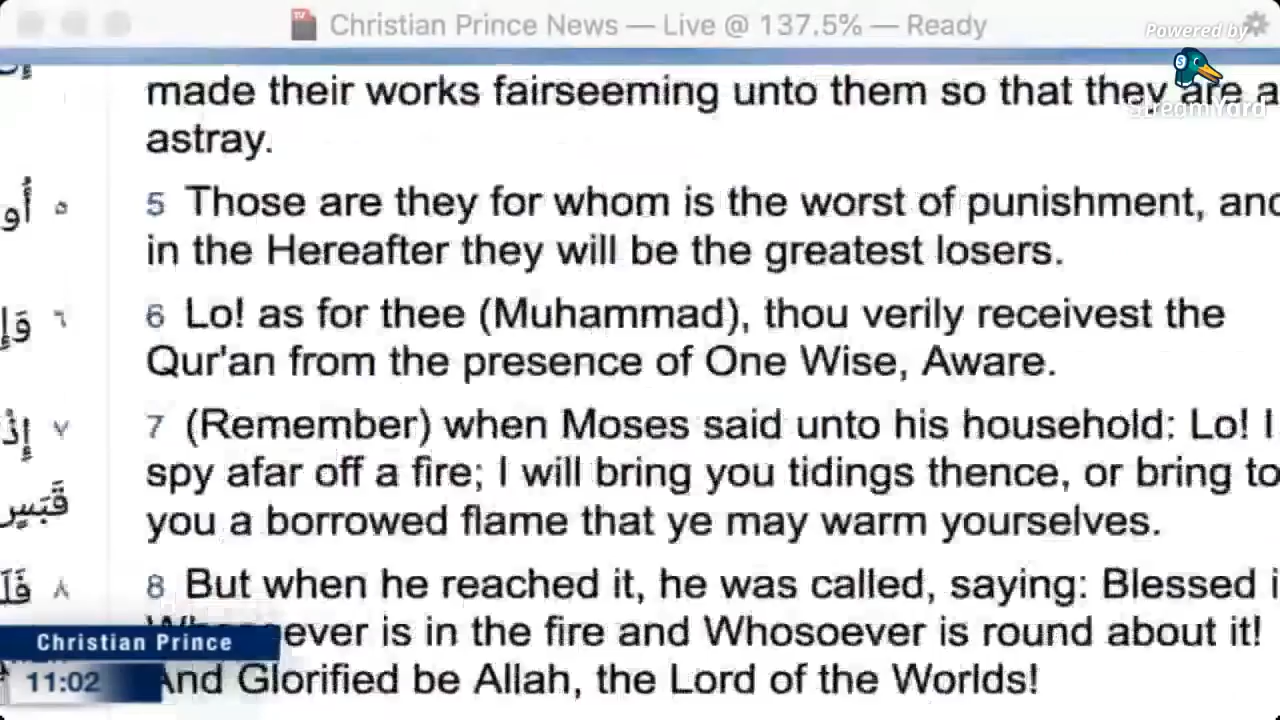 Christian Prince News — Live @ 137.5% — Ready
Powered by
StreamYard
made their works fairseeming unto them so that they are a
astray.
أُو ٥ 5 Those are they for whom is the worst of punishment, and
in the Hereafter they will be the greatest losers.
وَإِ ٦ 6 Lo! as for thee (Muhammad), thou verily receivest the
Qur'an from the presence of One Wise, Aware.
إِذْ ٧ 7 (Remember) when Moses said unto his household: Lo! I
spy afar off a fire; I will bring you tidings thence, or bring to
قَبَسٍ you a borrowed flame that ye may warm yourselves.
فَلَ ٨ 8 But when he reached it, he was called, saying: Blessed i
Whosoever is in the fire and Whosoever is round about it!
And Glorified be Allah, the Lord of the Worlds!
Christian Prince
11:02